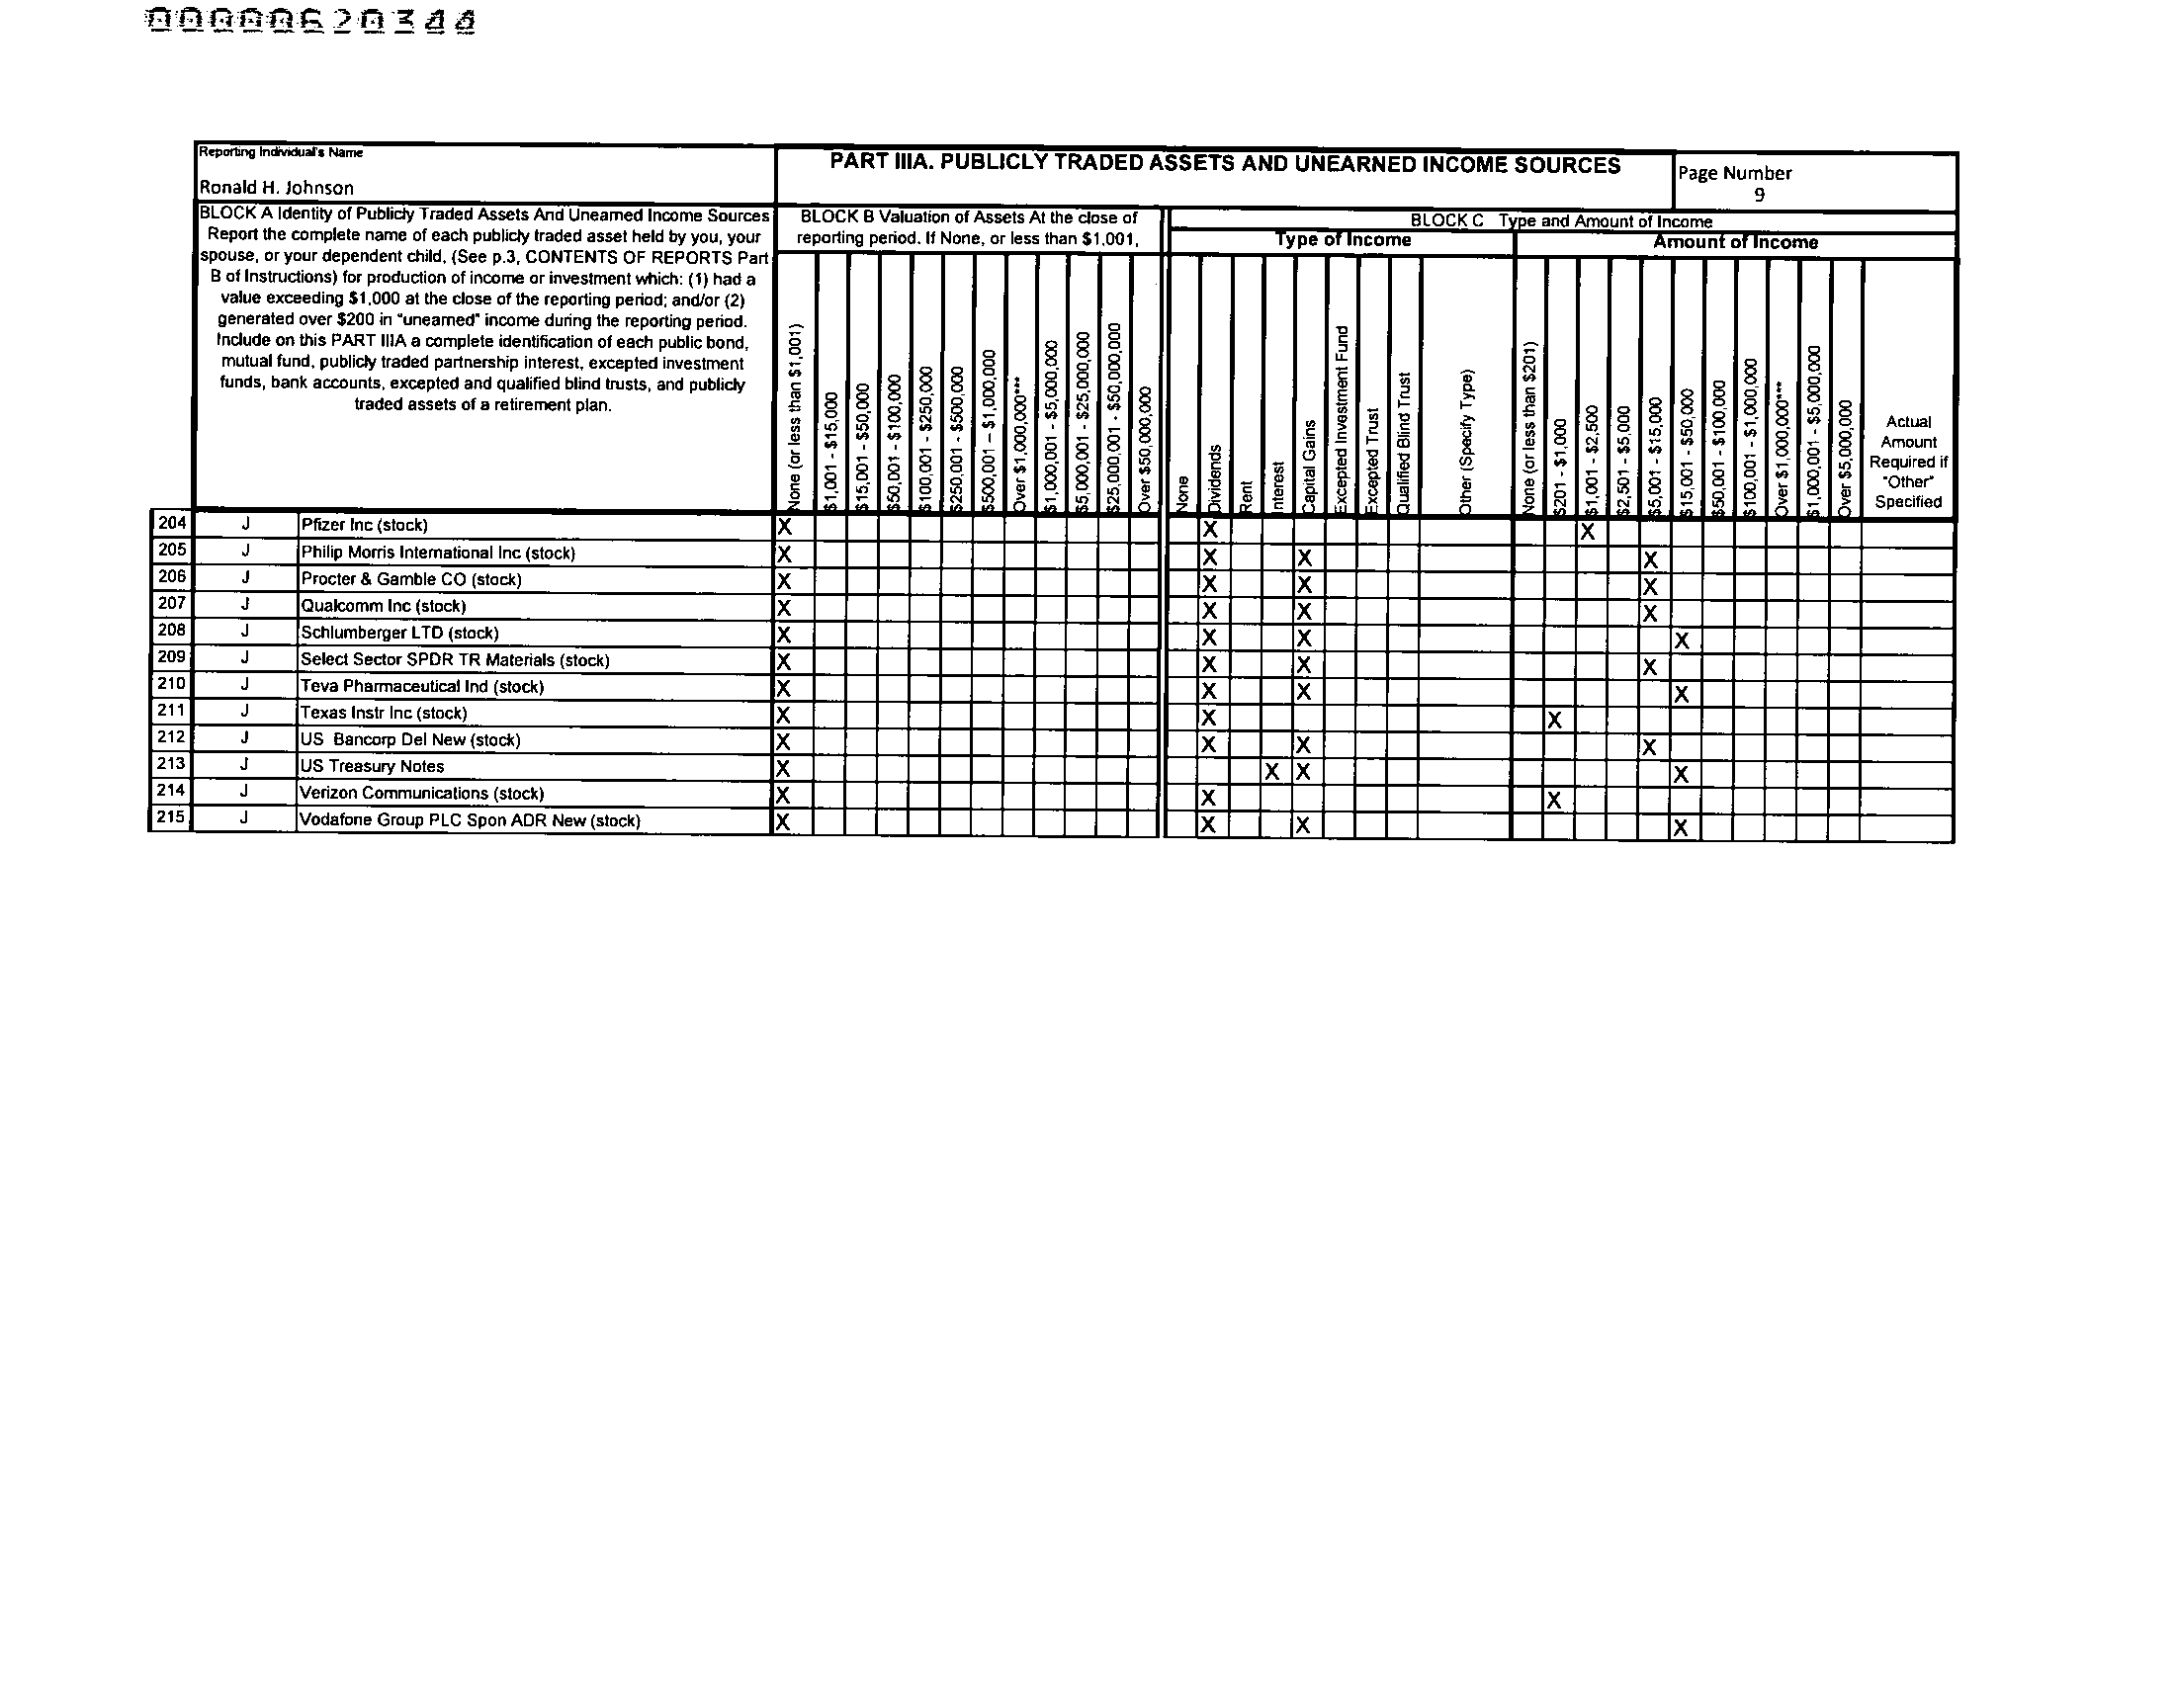 00000620344
Reporting Individual's Name
Ronald H. Johnson
PART IIIA. PUBLICLY TRADED ASSETS AND UNEARNED INCOME SOURCES
Page Number
9
BLOCK A Identity of Publicly Traded Assets And Unearned Income Sources
Report the complete name of each publicly traded asset held by you, your
spouse, or your dependent child, (See p.3, CONTENTS OF REPORTS Part
B of Instructions) for production of income or investment which: (1) had a
value exceeding $1,000 at the close of the reporting period; and/or (2)
generated over $200 in "unearned" income during the reporting period.
Include on this PART IIIA a complete identification of each public bond,
mutual fund, publicly traded partnership interest, excepted investment
funds, bank accounts, excepted and qualified blind trusts, and publicly
traded assets of a retirement plan.
BLOCK B Valuation of Assets At the close of
reporting period. If None, or less than $1,001,
BLOCK C Type and Amount of Income
Type of Income
Amount of Income
None (or less than $1,001)
$1,001 - $15,000
$15,001 - $50,000
$50,001 - $100,000
$100,001 - $250,000
$250,001 - $500,000
$500,001 – $1,000,000
Over $1,000,000***
$1,000,001 - $5,000,000
$5,000,001 - $25,000,000
$25,000,001 - $50,000,000
Over $50,000,000
None
Dividends
Rent
Interest
Capital Gains
Excepted Investment Fund
Excepted Trust
Qualified Blind Trust
Other (Specify Type)
None (or less than $201)
$201 - $1,000
$1,001 - $2,500
$2,501 - $5,000
$5,001 - $15,000
$15,001 - $50,000
$50,001 - $100,000
$100,001 - $1,000,000
Over $1,000,000***
$1,000,001 - $5,000,000
Over $5,000,000
Actual
Amount
Required if
"Other"
Specified
204 J Pfizer Inc (stock) X X X
205 J Philip Morris International Inc (stock) X X X X
206 J Procter & Gamble CO (stock) X X X X
207 J Qualcomm Inc (stock) X X X X
208 J Schlumberger LTD (stock) X X X X
209 J Select Sector SPDR TR Materials (stock) X X X X
210 J Teva Pharmaceutical Ind (stock) X X X X
211 J Texas Instr Inc (stock) X X X
212 J US Bancorp Del New (stock) X X X X
213 J US Treasury Notes X X X X
214 J Verizon Communications (stock) X X X
215 J Vodafone Group PLC Spon ADR New (stock) X X X X